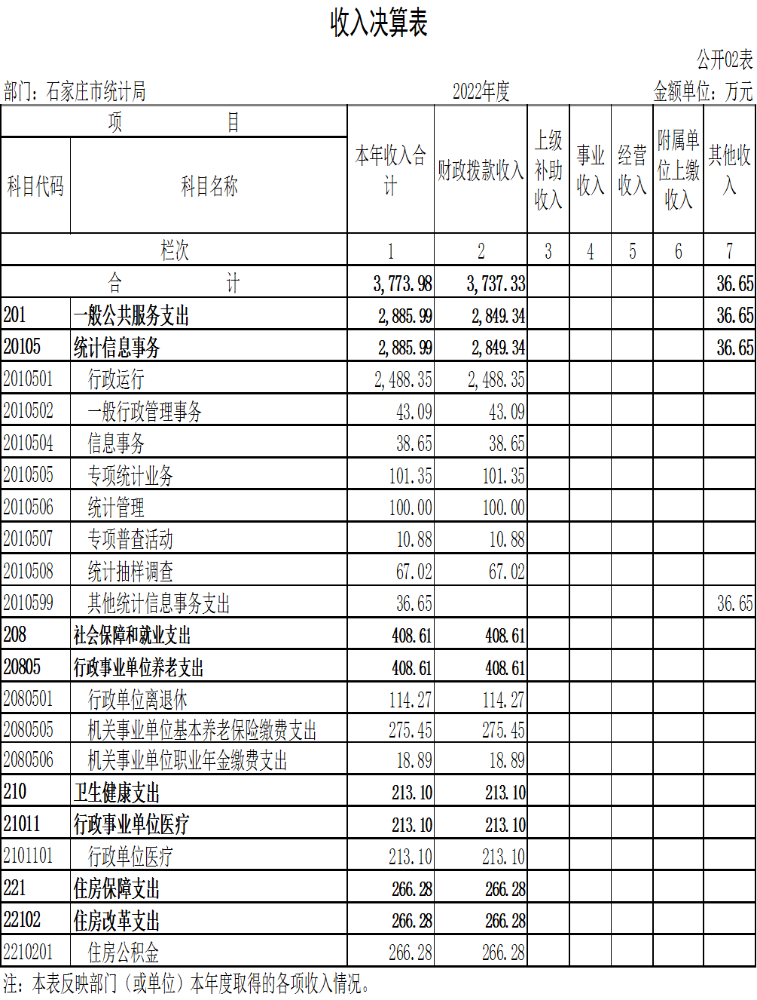 收入决算表
公开02表
部门：石家庄市统计局 2022年度 金额单位：万元
项 目 本年收入合计 财政拨款收入 上级补助收入 事业收入 经营收入 附属单位上缴收入 其他收入
科目代码 科目名称
栏次 1 2 3 4 5 6 7
合 计 3,773.98 3,737.33 36.65
201 一般公共服务支出 2,885.99 2,849.34 36.65
20105 统计信息事务 2,885.99 2,849.34 36.65
2010501 行政运行 2,488.35 2,488.35
2010502 一般行政管理事务 43.09 43.09
2010504 信息事务 38.65 38.65
2010505 专项统计业务 101.35 101.35
2010506 统计管理 100.00 100.00
2010507 专项普查活动 10.88 10.88
2010508 统计抽样调查 67.02 67.02
2010599 其他统计信息事务支出 36.65 36.65
208 社会保障和就业支出 408.61 408.61
20805 行政事业单位养老支出 408.61 408.61
2080501 行政单位离退休 114.27 114.27
2080505 机关事业单位基本养老保险缴费支出 275.45 275.45
2080506 机关事业单位职业年金缴费支出 18.89 18.89
210 卫生健康支出 213.10 213.10
21011 行政事业单位医疗 213.10 213.10
2101101 行政单位医疗 213.10 213.10
221 住房保障支出 266.28 266.28
22102 住房改革支出 266.28 266.28
2210201 住房公积金 266.28 266.28
注：本表反映部门（或单位）本年度取得的各项收入情况。